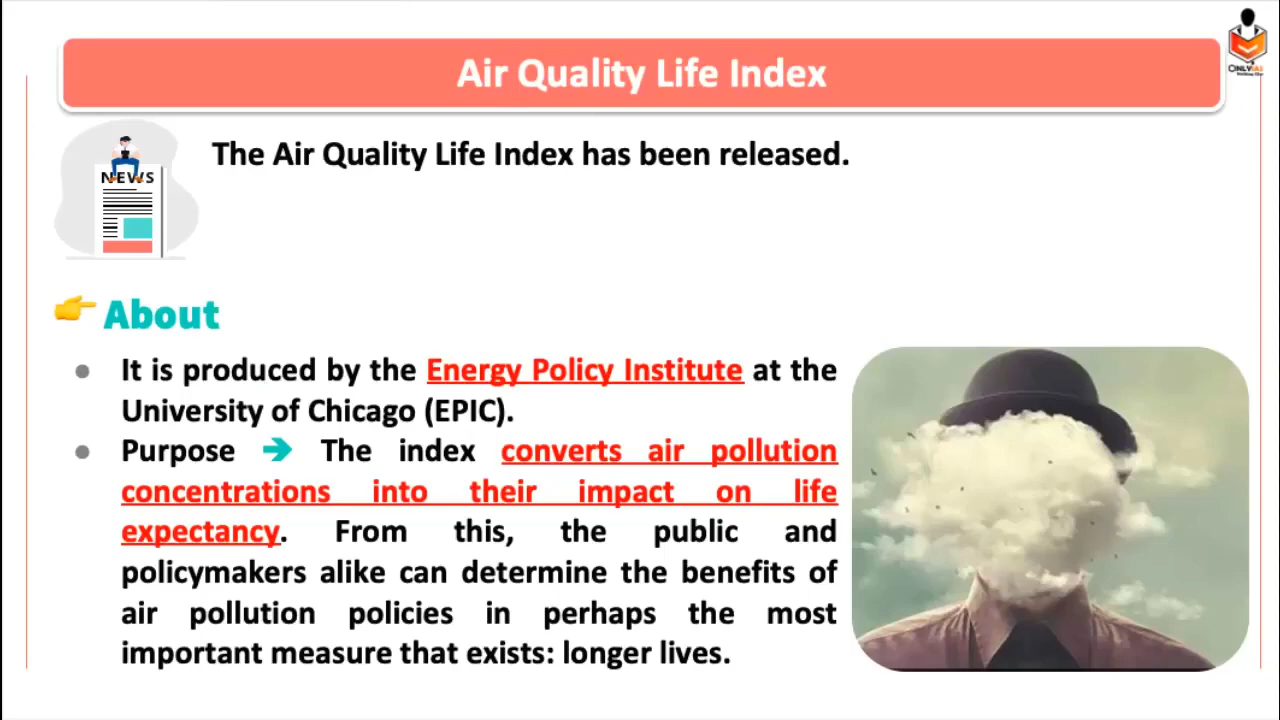 Air Quality Life Index
ONLYIAS
NEWS
The Air Quality Life Index has been released.
About
It is produced by the Energy Policy Institute at the
University of Chicago (EPIC).
Purpose → The index converts air pollution
concentrations into their impact on life
expectancy. From this, the public and
policymakers alike can determine the benefits of
air pollution policies in perhaps the most
important measure that exists: longer lives.